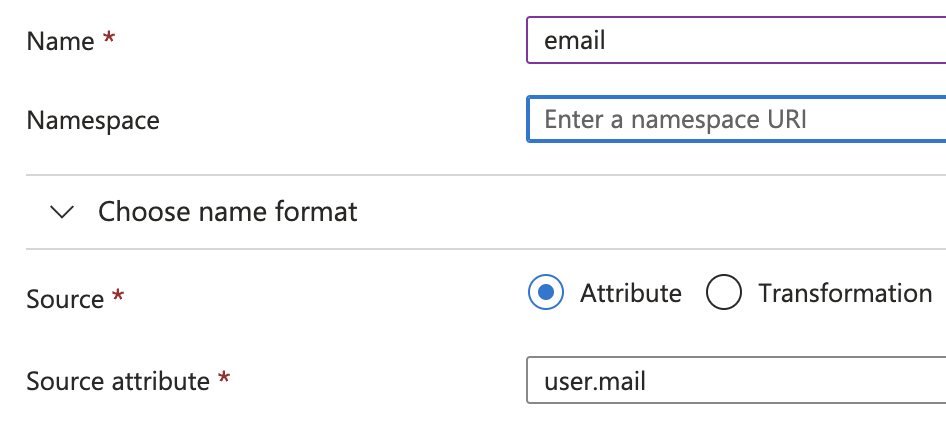 Name * email
Namespace Enter a namespace URI
Choose name format
Source * Attribute Transformation
Source attribute * user.mail